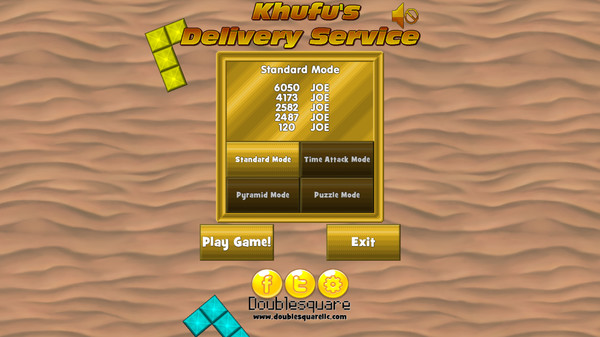 Khufu's
Delivery Service
Standard Mode
6050 JOE
4173 JOE
2582 JOE
2487 JOE
120 JOE
Standard Mode
Time Attack Mode
Pyramid Mode
Puzzle Mode
Play Game!
Exit
f t
Doublesquare
www.doublesquarellc.com